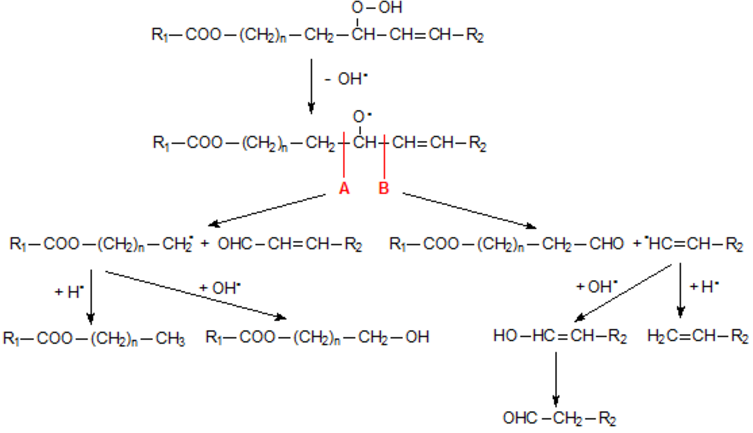 O–OH
R₁–COO–(CH₂)ₙ–CH₂–CH–CH=CH–R₂
- OH•
O•
R₁–COO–(CH₂)ₙ–CH₂–CH–CH=CH–R₂
A B
R₁–COO–(CH₂)ₙ–CH₂• + OHC–CH=CH–R₂ R₁–COO–(CH₂)ₙ–CH₂–CHO + •HC=CH–R₂
+ H• + OH• + OH• + H•
R₁–COO–(CH₂)ₙ–CH₃ R₁–COO–(CH₂)ₙ–CH₂–OH HO–HC=CH–R₂ H₂C=CH–R₂
OHC–CH₂–R₂